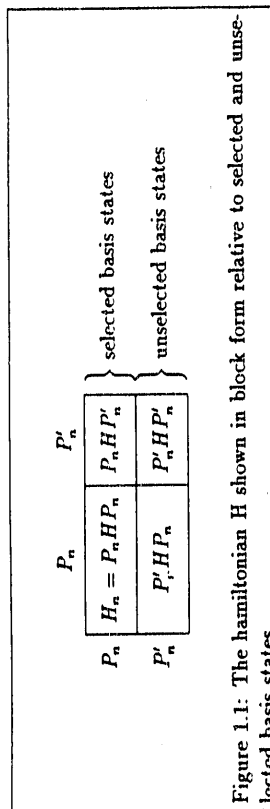 P_n P'_n
P_n H_n = P_n H P_n P_n H P'_n } selected basis states
P'_n P'_n H P_n P'_n H P'_n } unselected basis states
Figure 1.1: The hamiltonian H shown in block form relative to selected and unse-
lected basis states